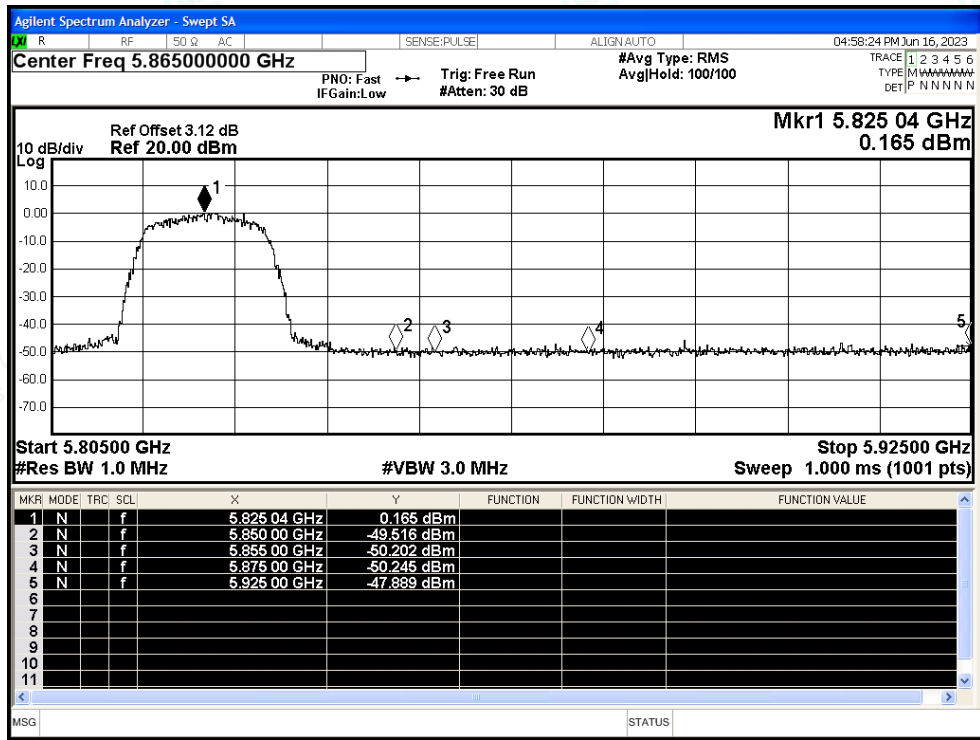 Agilent Spectrum Analyzer - Swept SA
LXI R RF 50 Ω AC SENSE:PULSE ALIGN AUTO 04:58:24 PM Jun 16, 2023
Center Freq 5.865000000 GHz
#Avg Type: RMS
TRACE 1 2 3 4 5 6
PNO: Fast Trig: Free Run Avg|Hold: 100/100
TYPE M WWWWW
IFGain:Low #Atten: 30 dB
DET P N N N N N
Mkr1 5.825 04 GHz
Ref Offset 3.12 dB
10 dB/div Ref 20.00 dBm 0.165 dBm
Log
10.0
1
0.00
-10.0
-20.0
-30.0
-40.0
2 3 4 5
-50.0
-60.0
-70.0
Start 5.80500 GHz Stop 5.92500 GHz
#Res BW 1.0 MHz #VBW 3.0 MHz Sweep 1.000 ms (1001 pts)
MKR MODE TRC SCL X Y FUNCTION FUNCTION WIDTH FUNCTION VALUE
1 N f 5.825 04 GHz 0.165 dBm
2 N f 5.850 00 GHz -49.516 dBm
3 N f 5.855 00 GHz -50.202 dBm
4 N f 5.875 00 GHz -50.245 dBm
5 N f 5.925 00 GHz -47.889 dBm
6
7
8
9
10
11
MSG STATUS